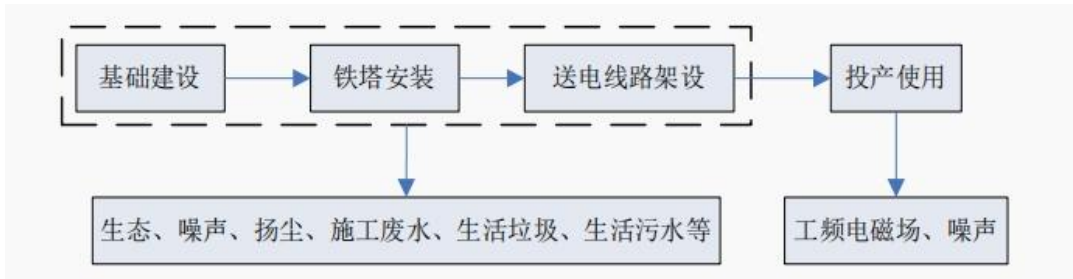 基础建设
铁塔安装
送电线路架设
投产使用
生态、噪声、扬尘、施工废水、生活垃圾、生活污水等
工频电磁场、噪声